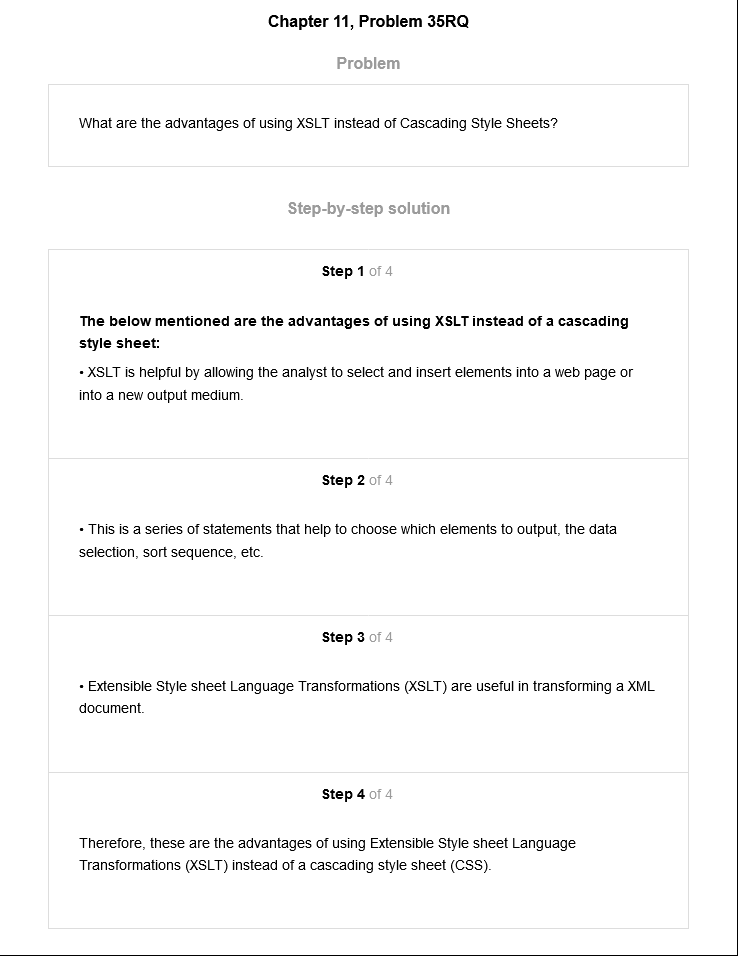 Chapter 11, Problem 35RQ
Problem
What are the advantages of using XSLT instead of Cascading Style Sheets?
Step-by-step solution
Step 1 of 4
The below mentioned are the advantages of using XSLT instead of a cascading
style sheet:
• XSLT is helpful by allowing the analyst to select and insert elements into a web page or
into a new output medium.
Step 2 of 4
• This is a series of statements that help to choose which elements to output, the data
selection, sort sequence, etc.
Step 3 of 4
• Extensible Style sheet Language Transformations (XSLT) are useful in transforming a XML
document.
Step 4 of 4
Therefore, these are the advantages of using Extensible Style sheet Language
Transformations (XSLT) instead of a cascading style sheet (CSS).